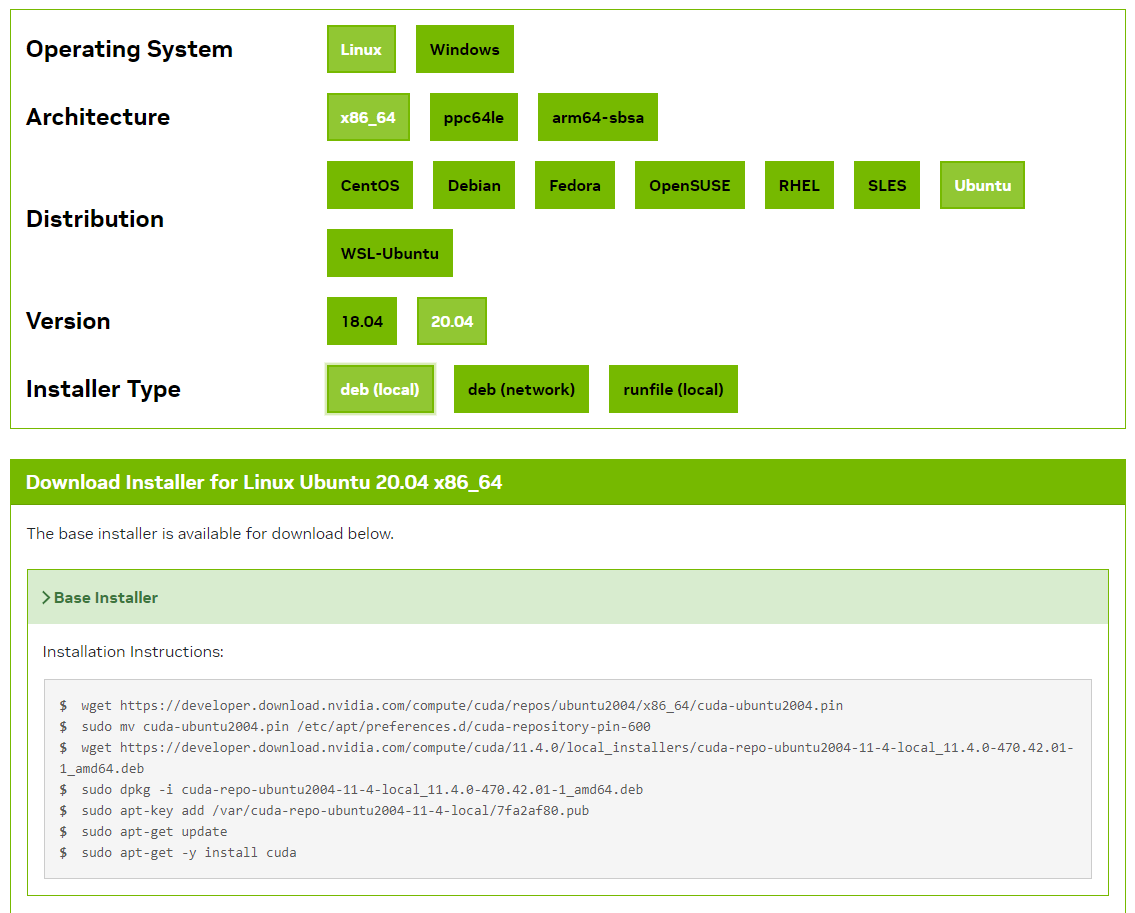 Operating System Linux Windows
Architecture x86_64 ppc64le arm64-sbsa
Distribution CentOS Debian Fedora OpenSUSE RHEL SLES Ubuntu
WSL-Ubuntu
Version 18.04 20.04
Installer Type deb (local) deb (network) runfile (local)
Download Installer for Linux Ubuntu 20.04 x86_64
The base installer is available for download below.
Base Installer
Installation Instructions:
$ wget https://developer.download.nvidia.com/compute/cuda/repos/ubuntu2004/x86_64/cuda-ubuntu2004.pin
$ sudo mv cuda-ubuntu2004.pin /etc/apt/preferences.d/cuda-repository-pin-600
$ wget https://developer.download.nvidia.com/compute/cuda/11.4.0/local_installers/cuda-repo-ubuntu2004-11-4-local_11.4.0-470.42.01-
1_amd64.deb
$ sudo dpkg -i cuda-repo-ubuntu2004-11-4-local_11.4.0-470.42.01-1_amd64.deb
$ sudo apt-key add /var/cuda-repo-ubuntu2004-11-4-local/7fa2af80.pub
$ sudo apt-get update
$ sudo apt-get -y install cuda